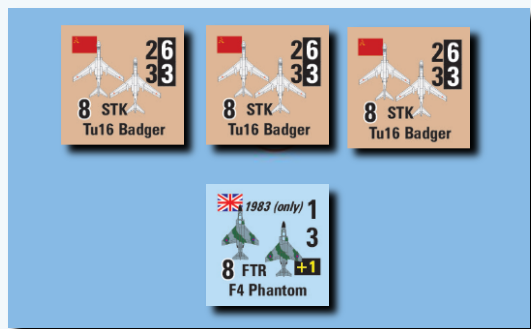 2 6
3 3
8 STK
Tu16 Badger
2 6
3 3
8 STK
Tu16 Badger
2 6
3 3
8 STK
Tu16 Badger
1983 (only) 1
3
8 FTR +1
F4 Phantom